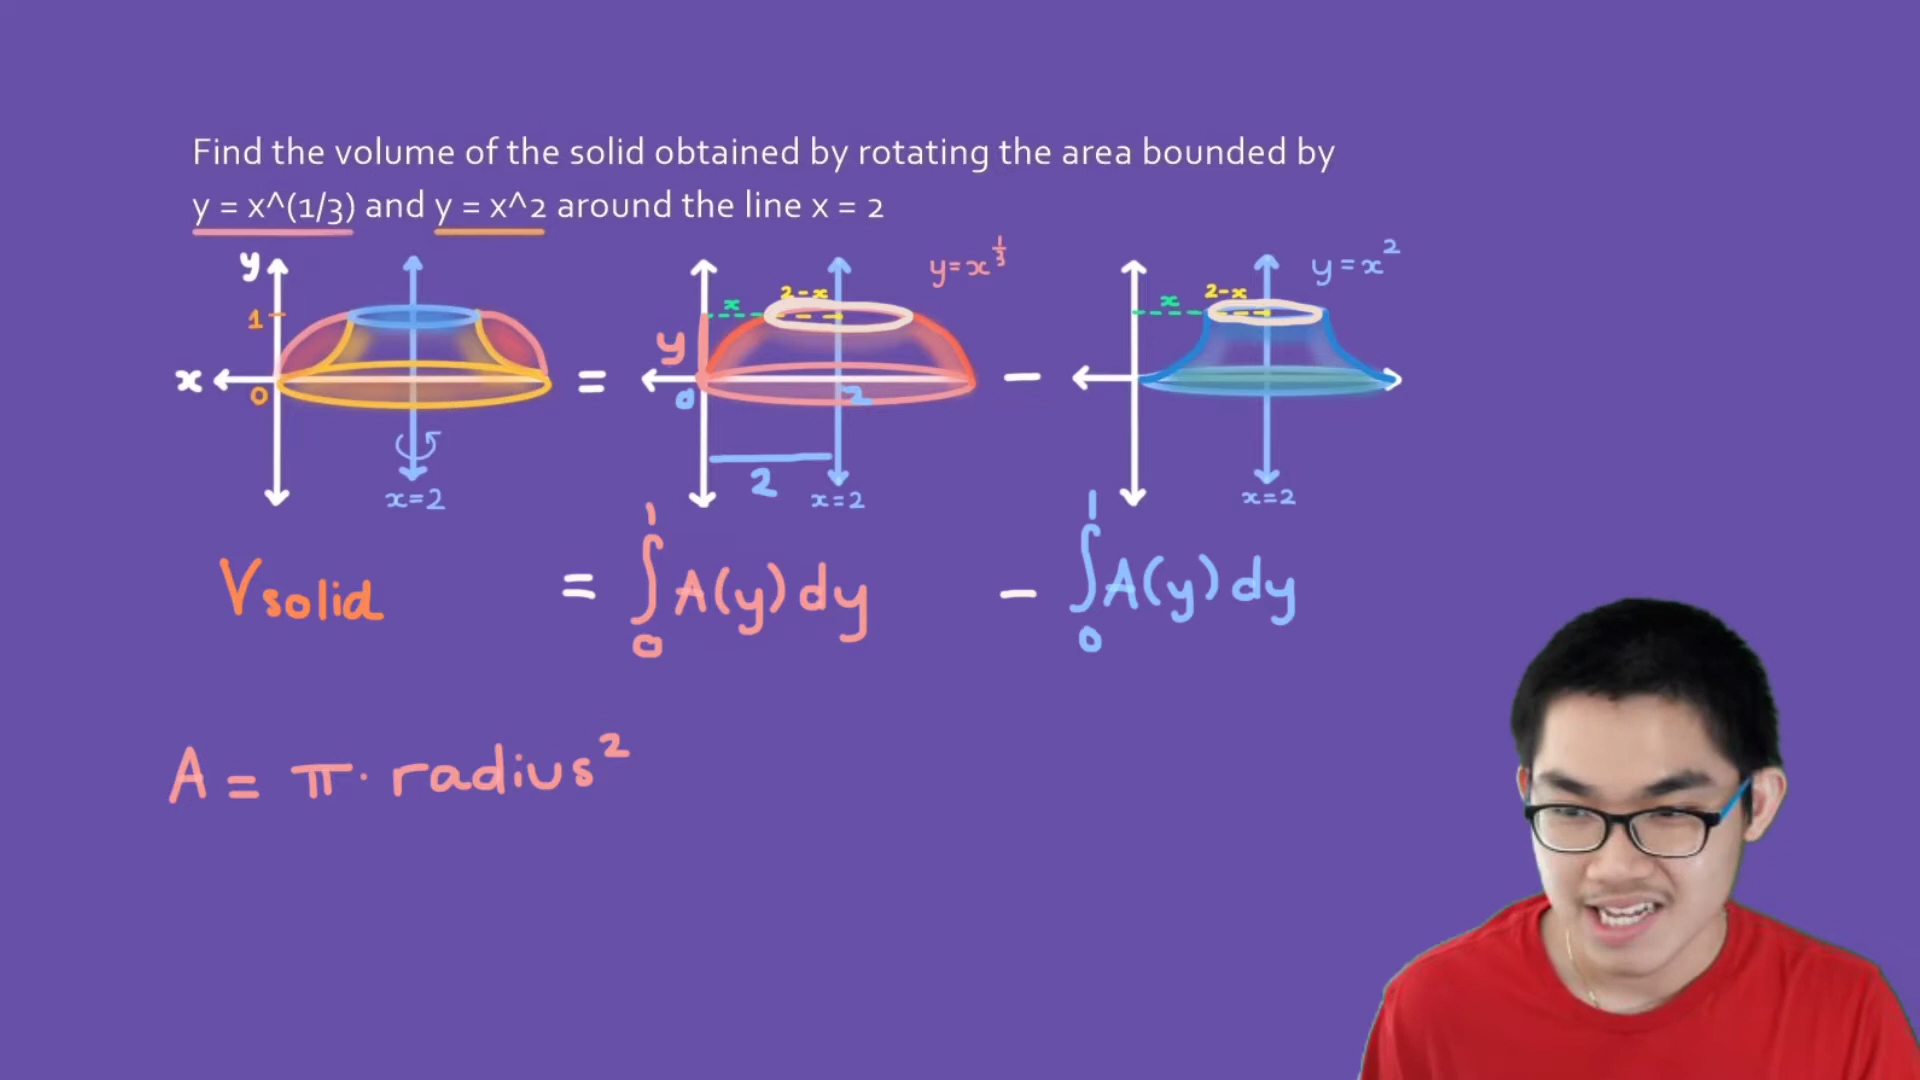 Find the volume of the solid obtained by rotating the area bounded by
y = x^(1/3) and y = x^2 around the line x = 2
y
1
x
0
x=2
=
y=x^(1/3)
x
2-x
y
0
2
2
x=2
-
y=x²
x
2-x
x=2
Vsolid = ∫₀¹ A(y) dy - ∫₀¹ A(y) dy
A = π · radius²